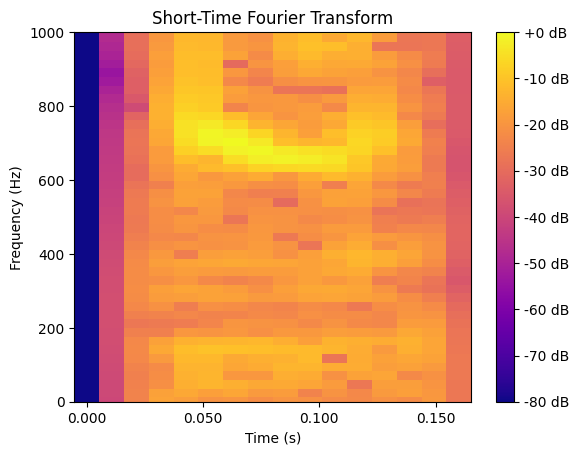 Short-Time Fourier Transform
Frequency (Hz)
1000
800
600
400
200
0
0.000
0.050
0.100
0.150
Time (s)
+0 dB
-10 dB
-20 dB
-30 dB
-40 dB
-50 dB
-60 dB
-70 dB
-80 dB